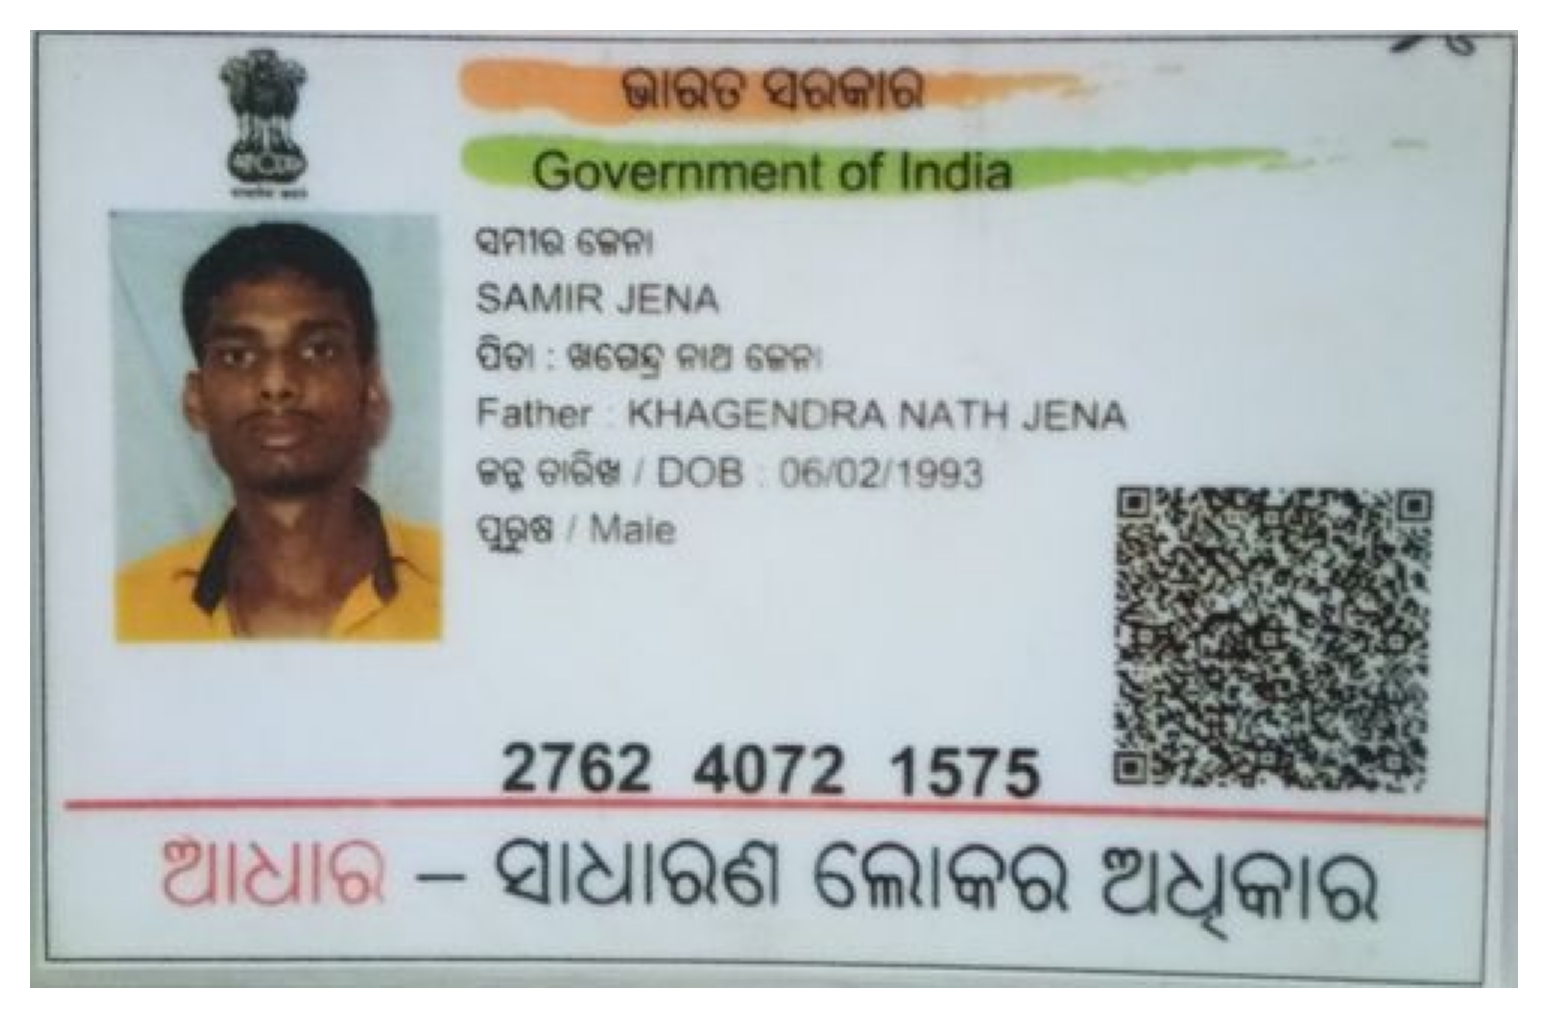 ଭାରତ ସରକାର
Government of India
ସମୀର ଜେନା
SAMIR JENA
ପିତା : ଖଗେନ୍ଦ୍ର ନାଥ ଜେନା
Father : KHAGENDRA NATH JENA
ଜନ୍ମ ତାରିଖ / DOB : 06/02/1993
ପୁରୁଷ / Male
2762 4072 1575
ଆଧାର – ସାଧାରଣ ଲୋକର ଅଧିକାର